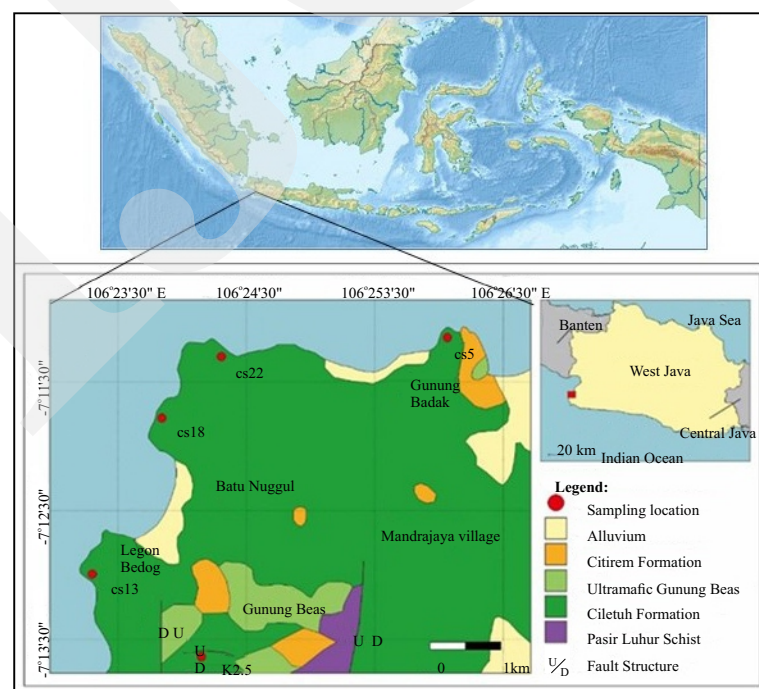 106°23'30" E
106°24'30"
106°25'3'30"
106°26'30"
-7°11'30"
-7°12'30"
-7°13'30"
cs22
cs5
Gunung
Badak
cs18
Batu Nuggul
Mandrajaya village
Legon
Bedog
cs13
Gunung Beas
D U
U D
U
D
K2.5
0 1km
Banten
Java Sea
West Java
Central Java
20 km
Indian Ocean
Legend:
Sampling location
Alluvium
Citirem Formation
Ultramafic Gunung Beas
Ciletuh Formation
Pasir Luhur Schist
U/D Fault Structure